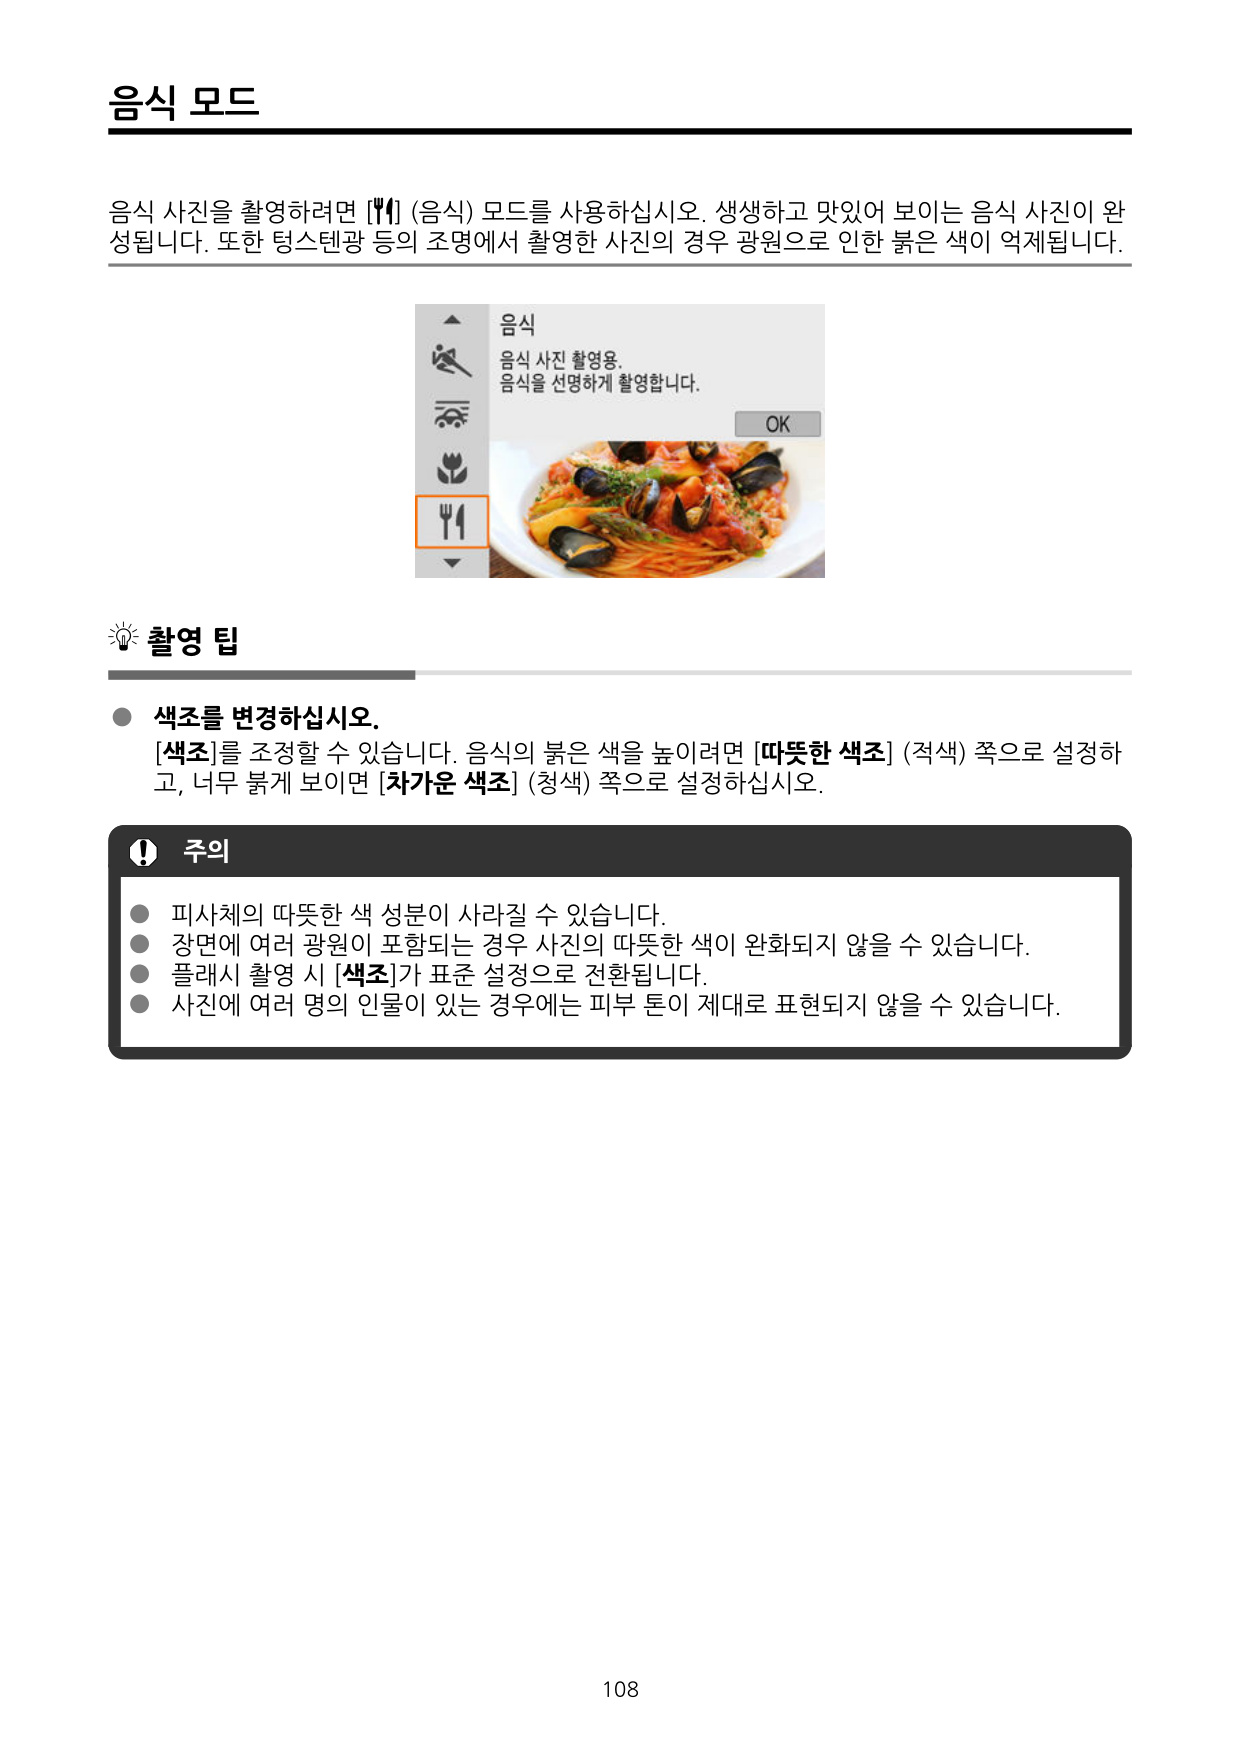 음식 모드
음식 사진을 촬영하려면 [] (음식) 모드를 사용하십시오. 생생하고 맛있어 보이는 음식 사진이 완
성됩니다. 또한 텅스텐광 등의 조명에서 촬영한 사진의 경우 광원으로 인한 붉은 색이 억제됩니다.
음식
음식 사진 촬영용.
음식을 선명하게 촬영합니다.
OK
촬영 팁
● 색조를 변경하십시오.
[색조]를 조정할 수 있습니다. 음식의 붉은 색을 높이려면 [따뜻한 색조] (적색) 쪽으로 설정하
고, 너무 붉게 보이면 [차가운 색조] (청색) 쪽으로 설정하십시오.
주의
● 피사체의 따뜻한 색 성분이 사라질 수 있습니다.
● 장면에 여러 광원이 포함되는 경우 사진의 따뜻한 색이 완화되지 않을 수 있습니다.
● 플래시 촬영 시 [색조]가 표준 설정으로 전환됩니다.
● 사진에 여러 명의 인물이 있는 경우에는 피부 톤이 제대로 표현되지 않을 수 있습니다.
108